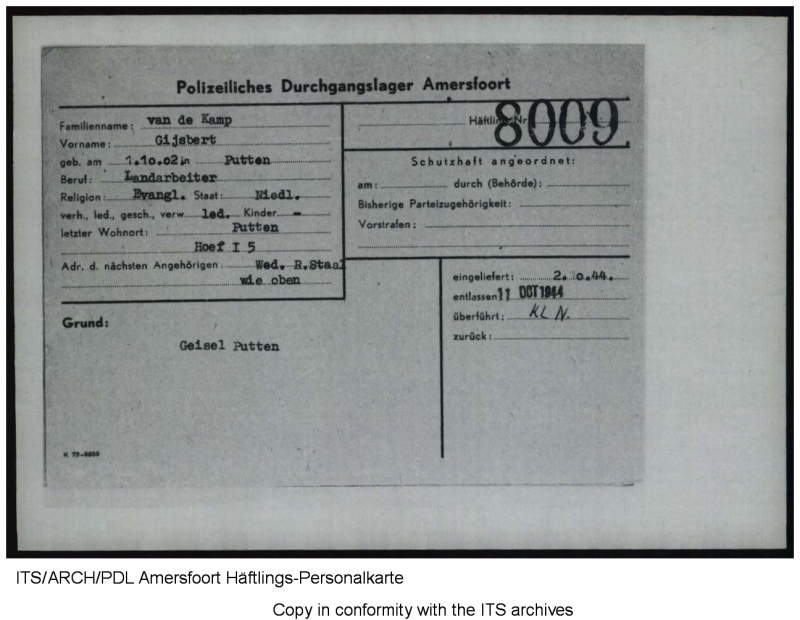 Polizeiliches Durchgangslager Amersfoort
Familienname: van de Kamp
Vorname: Gijsbert
geb. am 1.10.02 in Putten
Beruf: Landarbeiter
Religion: Evangl. Staat: Niedl.
verh., led., gesch., verw. led. Kinder -
letzter Wohnort: Putten
Hoef I 5
Adr. d. nächsten Angehörigen: Wed. R.Staal
wie oben
Häftlings-Nr. 8009
Schutzhaft angeordnet:
am: durch (Behörde):
Bisherige Parteizugehörigkeit:
Vorstrafen:
eingeliefert: 2. o.44.
entlassen 11 OCT 1944
überführt: KL N.
zurück:
Grund:
Geisel Putten
ITS/ARCH/PDL Amersfoort Häftlings-Personalkarte
Copy in conformity with the ITS archives